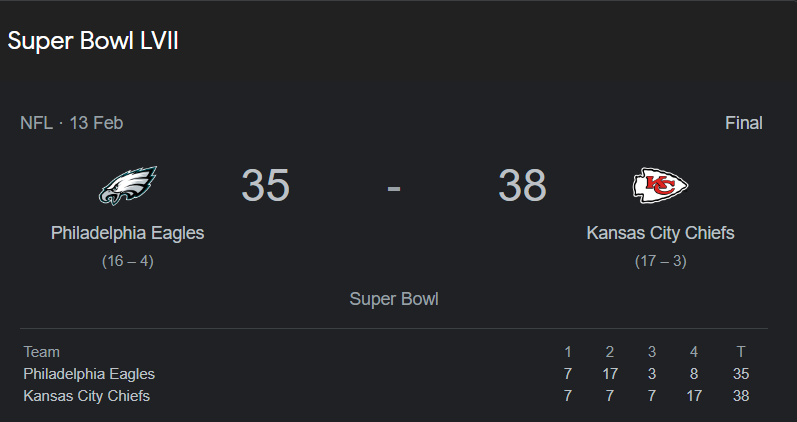 Super Bowl LVII
NFL · 13 Feb Final
35 - 38
KC
Philadelphia Eagles Kansas City Chiefs
(16 – 4) (17 – 3)
Super Bowl
Team 1 2 3 4 T
Philadelphia Eagles 7 17 3 8 35
Kansas City Chiefs 7 7 7 17 38